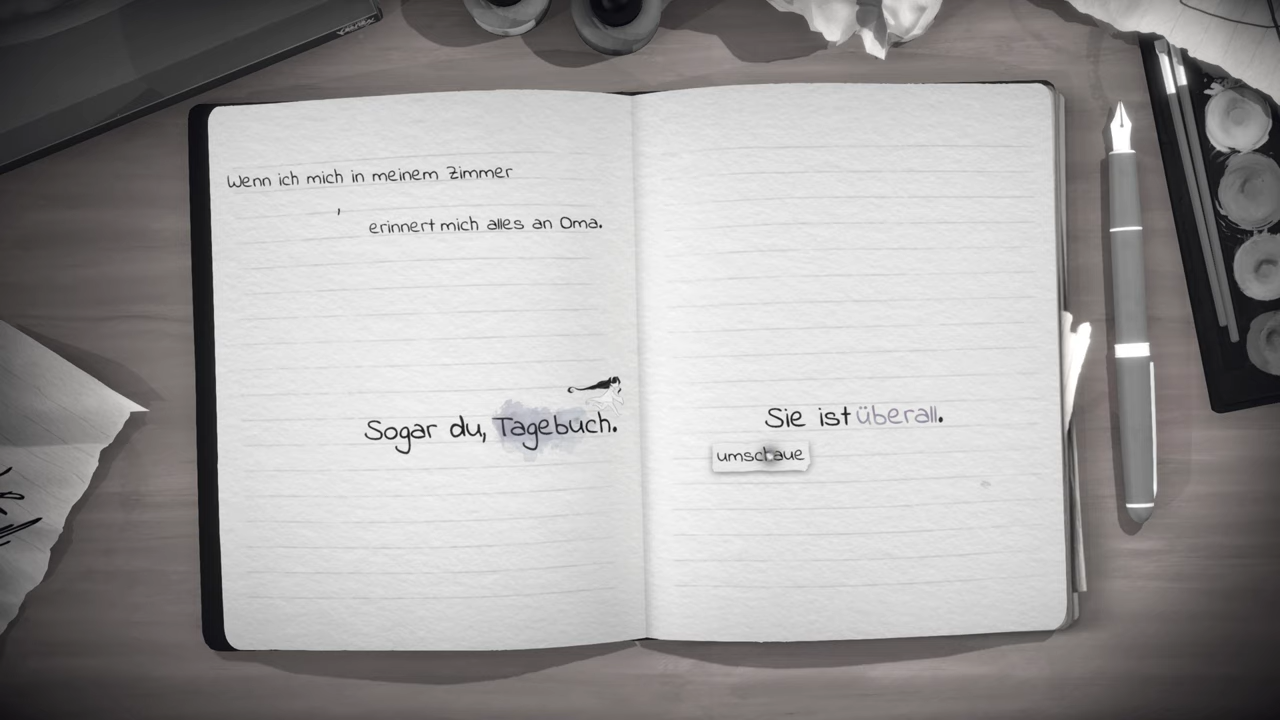 Wenn ich mich in meinem Zimmer
, erinnert mich alles an Oma.
Sogar du, Tagebuch.
Sie ist überall.
umschaue